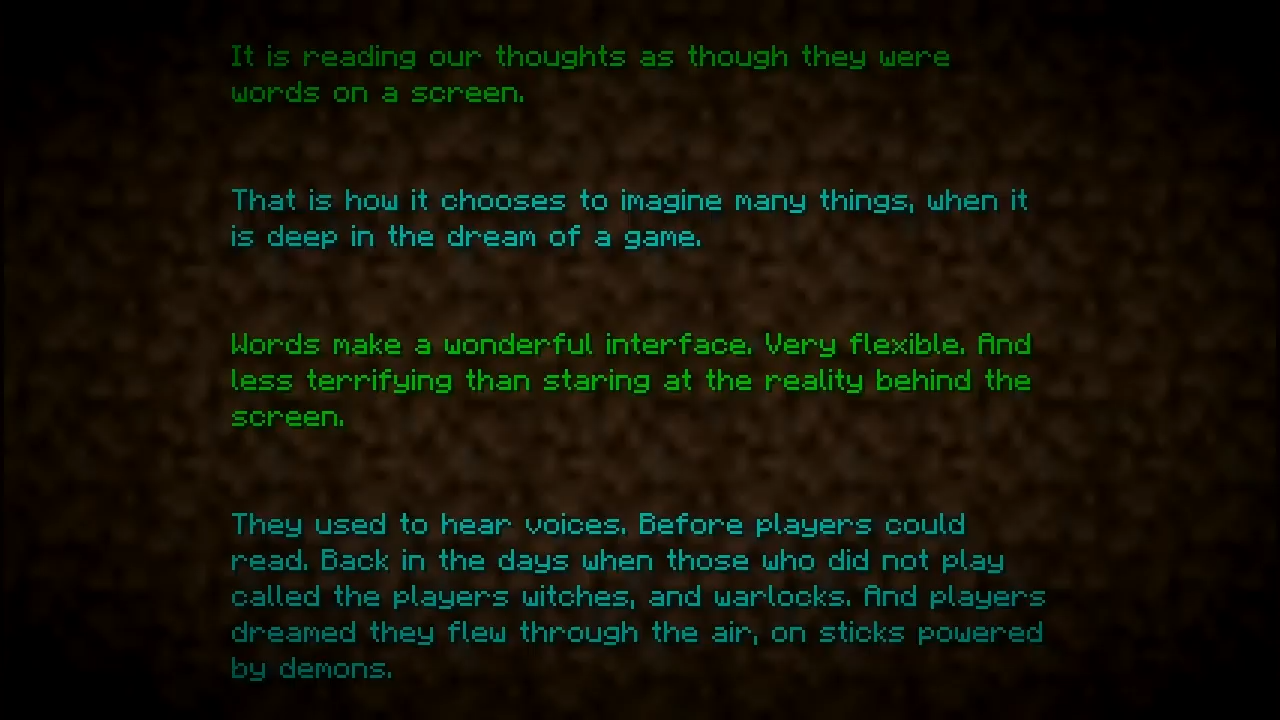 It is reading our thoughts as though they were
words on a screen.
That is how it chooses to imagine many things, when it
is deep in the dream of a game.
Words make a wonderful interface. Very flexible. And
less terrifying than staring at the reality behind the
screen.
They used to hear voices. Before players could
read. Back in the days when those who did not play
called the players witches, and warlocks. And players
dreamed they flew through the air, on sticks powered
by demons.